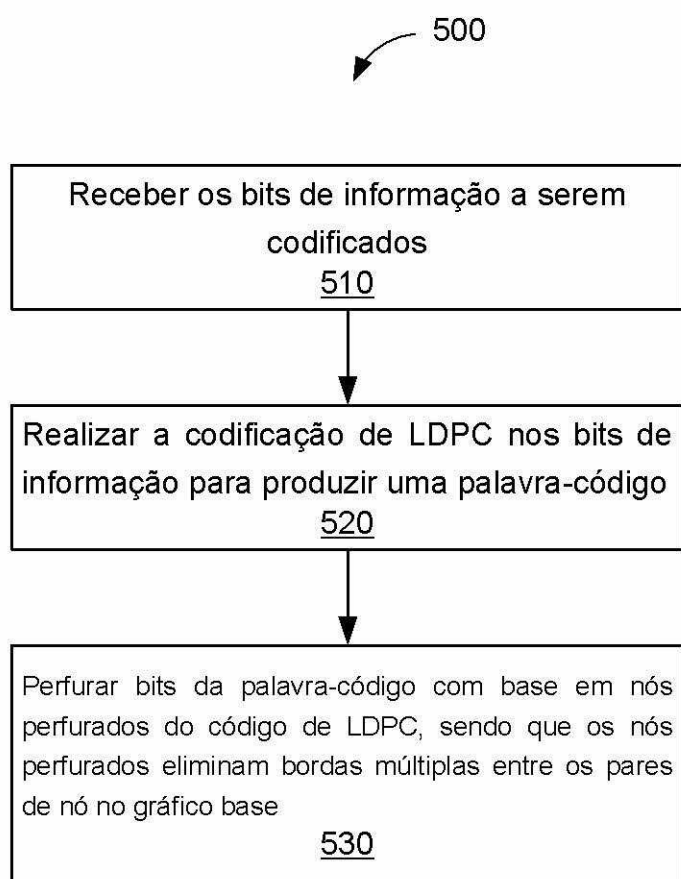 500
Receber os bits de informação a serem
codificados
510
Realizar a codificação de LDPC nos bits de
informação para produzir uma palavra-código
520
Perfurar bits da palavra-código com base em nós
perfurados do código de LDPC, sendo que os nós
perfurados eliminam bordas múltiplas entre os pares
de nó no gráfico base
530